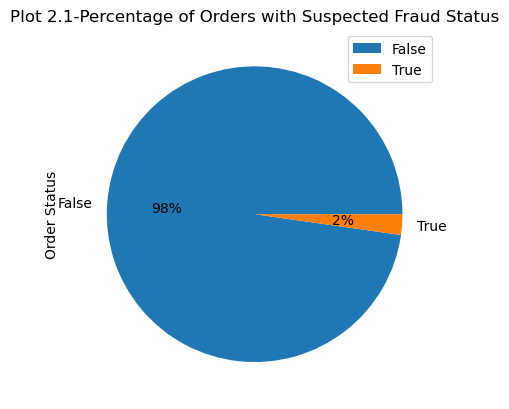 Plot 2.1-Percentage of Orders with Suspected Fraud Status
False
True
98%
False
2%
True
Order Status